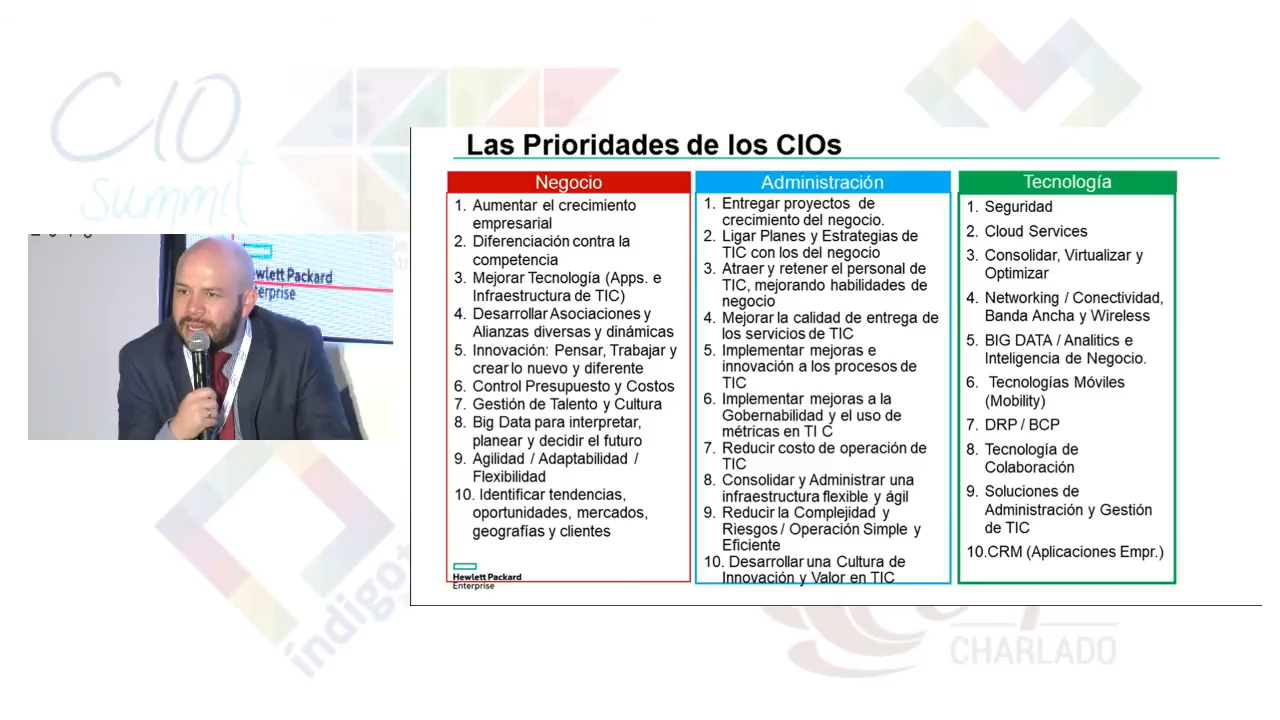 CIO
summit
Hewlett Packard
Enterprise
Las Prioridades de los CIOs
Negocio
1. Aumentar el crecimiento
empresarial
2. Diferenciación contra la
competencia
3. Mejorar Tecnología (Apps. e
Infraestructura de TIC)
4. Desarrollar Asociaciones y
Alianzas diversas y dinámicas
5. Innovación: Pensar, Trabajar y
crear lo nuevo y diferente
6. Control Presupuesto y Costos
7. Gestión de Talento y Cultura
8. Big Data para interpretar,
planear y decidir el futuro
9. Agilidad / Adaptabilidad /
Flexibilidad
10. Identificar tendencias,
oportunidades, mercados,
geografías y clientes
Hewlett Packard
Enterprise
Administración
1. Entregar proyectos de
crecimiento del negocio.
2. Ligar Planes y Estrategias de
TIC con los del negocio
3. Atraer y retener el personal de
TIC, mejorando habilidades de
negocio
4. Mejorar la calidad de entrega de
los servicios de TIC
5. Implementar mejoras e
innovación a los procesos de
TIC
6. Implementar mejoras a la
Gobernabilidad y el uso de
métricas en TI C
7. Reducir costo de operación de
TIC
8. Consolidar y Administrar una
infraestructura flexible y ágil
9. Reducir la Complejidad y
Riesgos / Operación Simple y
Eficiente
10. Desarrollar una Cultura de
Innovación y Valor en TIC
Tecnología
1. Seguridad
2. Cloud Services
3. Consolidar, Virtualizar y
Optimizar
4. Networking / Conectividad,
Banda Ancha y Wireless
5. BIG DATA / Analitics e
Inteligencia de Negocio.
6. Tecnologías Móviles
(Mobility)
7. DRP / BCP
8. Tecnología de
Colaboración
9. Soluciones de
Administración y Gestión
de TIC
10.CRM (Aplicaciones Empr.)
CHARLADO